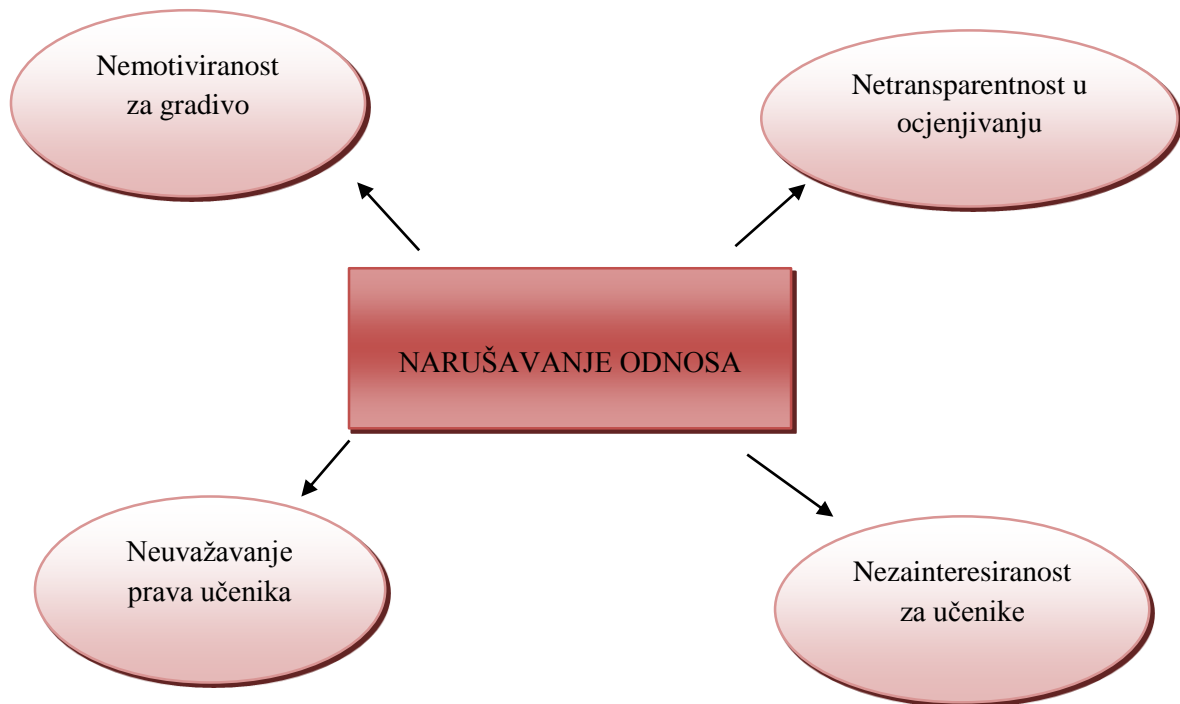 Nemotiviranost
za gradivo
Netransparentnost u
ocjenjivanju
NARUŠAVANJE ODNOSA
Neuvažavanje
prava učenika
Nezainteresiranost
za učenike